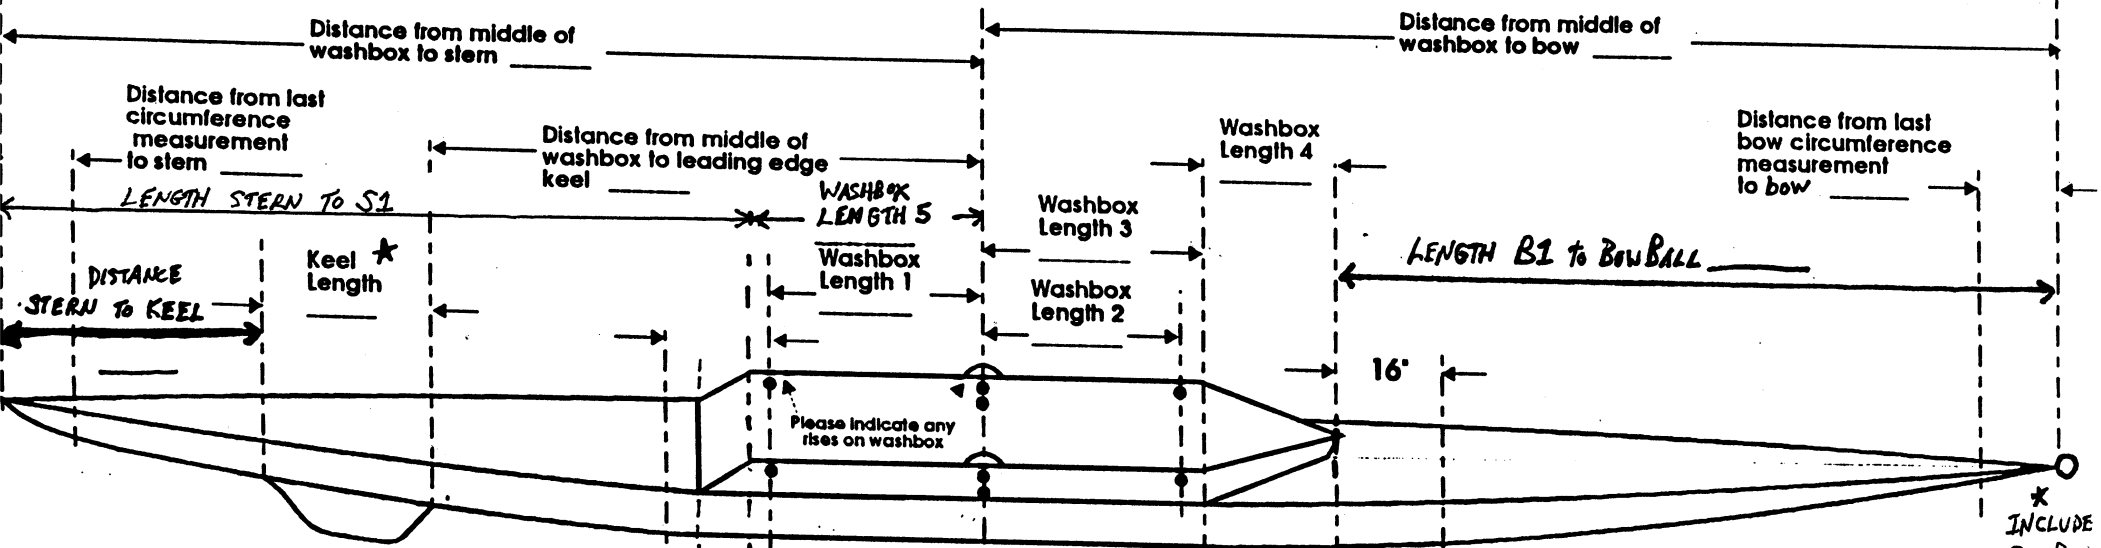 Distance from middle of
washbox to stern
Distance from middle of
washbox to bow
Distance from last
circumference
measurement
to stern
Distance from middle of
washbox to leading edge
keel
Washbox
Length 4
Distance from last
bow circumference
measurement
to bow
LENGTH STERN TO S1
WASHBOX
LENGTH 5
Washbox
Length 3
Keel *
Length
Washbox
Length 1
LENGTH B1 to BOWBALL
DISTANCE
STERN TO KEEL
Washbox
Length 2
16"
Please indicate any
rises on washbox
*
INCLUDE